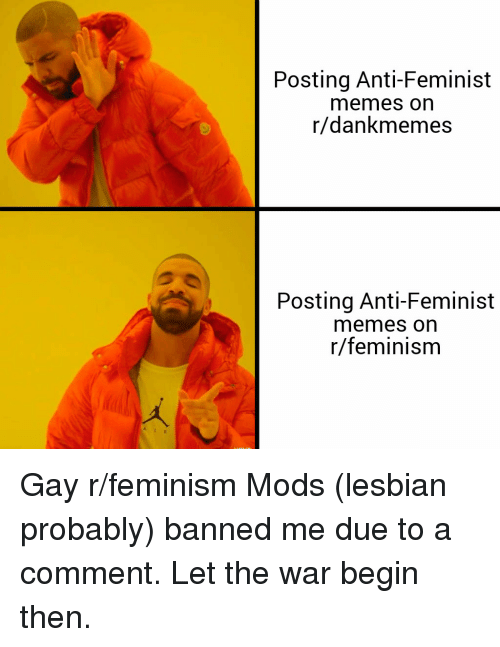 Posting Anti-Feminist
memes on
r/dankmemes
Posting Anti-Feminist
memes on
r/feminism
Gay r/feminism Mods (lesbian
probably) banned me due to a
comment. Let the war begin
then.